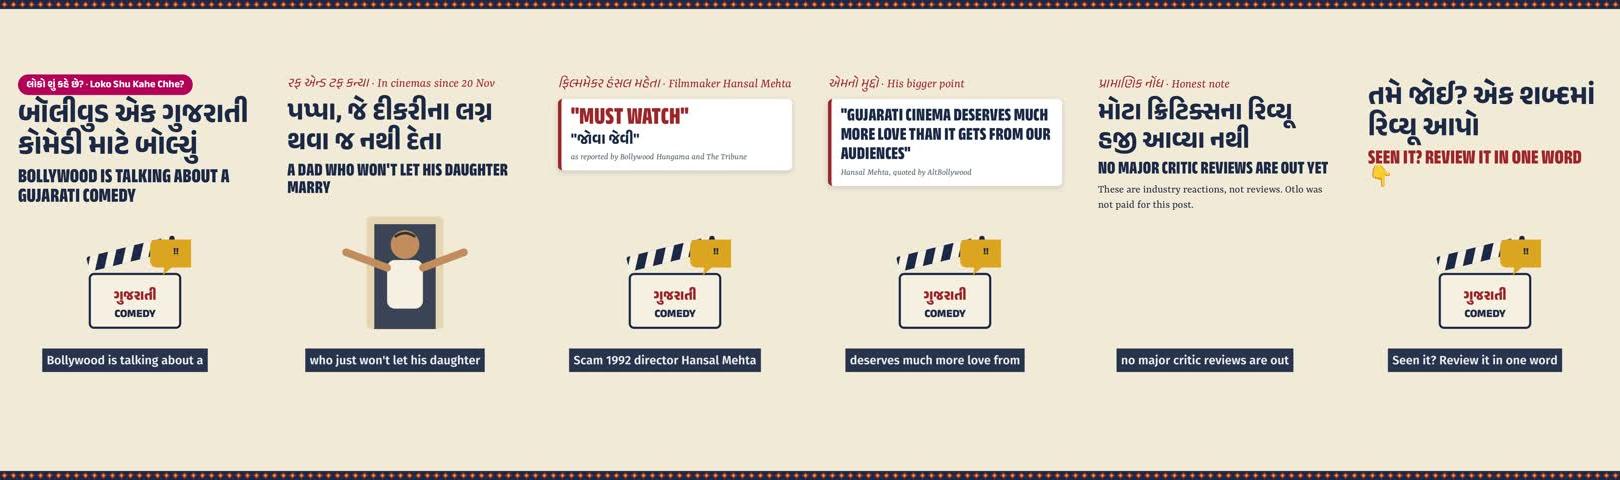 લોકો શું કહે છે? · Loko Shu Kahe Chhe?
બૉલીવુડ એક ગુજરાતી
કોમેડી માટે બોલ્યું
BOLLYWOOD IS TALKING ABOUT A
GUJARATI COMEDY
ગુજરાતી
COMEDY
!!
Bollywood is talking about a
રફ એન્ડ ટફ કન્યા · In cinemas since 20 Nov
પપ્પા, જે દીકરીના લગ્ન
થવા જ નથી દેતા
A DAD WHO WON'T LET HIS DAUGHTER
MARRY
who just won't let his daughter
ફિલ્મમેકર હંસલ મહેતા · Filmmaker Hansal Mehta
"MUST WATCH"
"જોવા જેવી"
as reported by Bollywood Hungama and The Tribune
!!
ગુજરાતી
COMEDY
Scam 1992 director Hansal Mehta
એમનો મુદ્દો · His bigger point
"GUJARATI CINEMA DESERVES MUCH
MORE LOVE THAN IT GETS FROM OUR
AUDIENCES"
Hansal Mehta, quoted by AltBollywood
!!
ગુજરાતી
COMEDY
deserves much more love from
પ્રામાણિક નોંધ · Honest note
મોટા ક્રિટિક્સના રિવ્યૂ
હજી આવ્યા નથી
NO MAJOR CRITIC REVIEWS ARE OUT YET
These are industry reactions, not reviews. Otlo was
not paid for this post.
no major critic reviews are out
તમે જોઈ? એક શબ્દમાં
રિવ્યૂ આપો
SEEN IT? REVIEW IT IN ONE WORD
👇
!!
ગુજરાતી
COMEDY
Seen it? Review it in one word